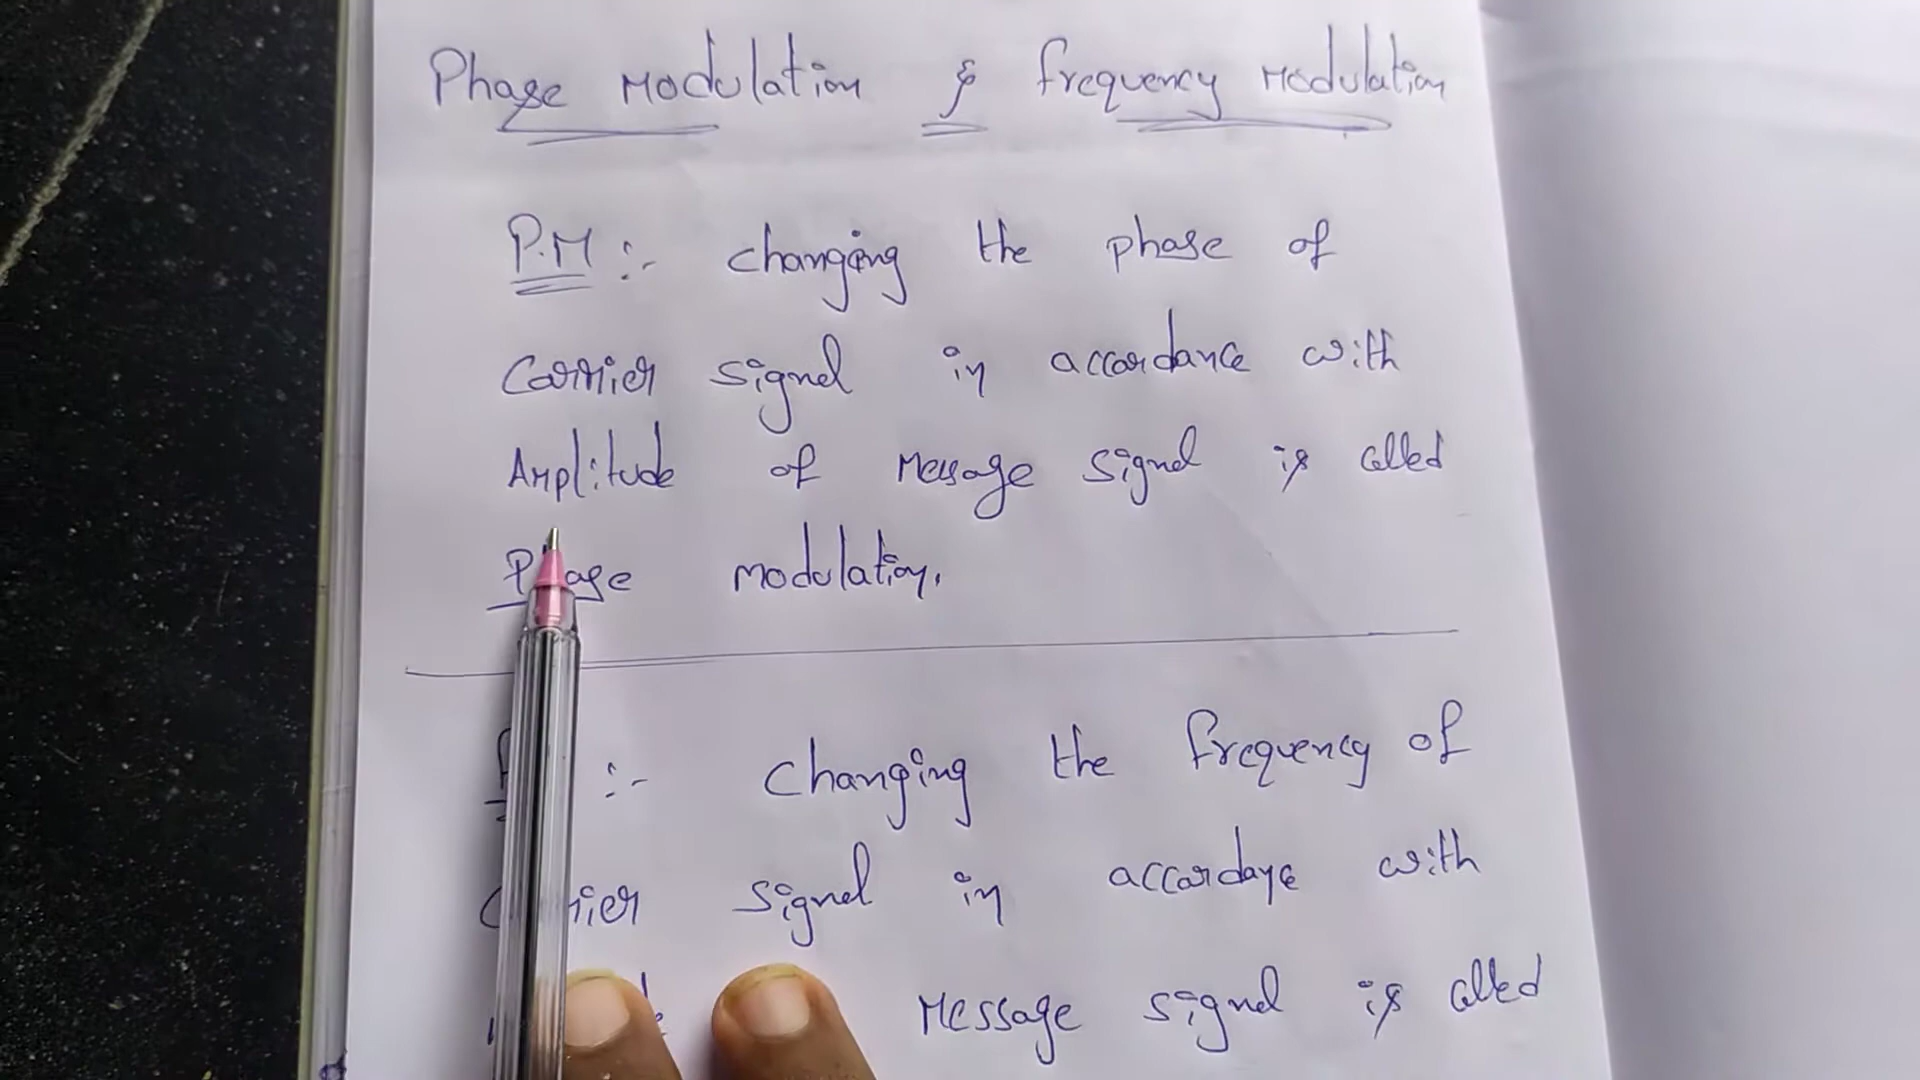 Phase Modulation & frequency Modulation
P.M :- changing the phase of
Carrier signal in accordance with
Amplitude of Message signal is called
Phase modulation.
:- Changing the frequency of
signal in accordance with
Message signal is called